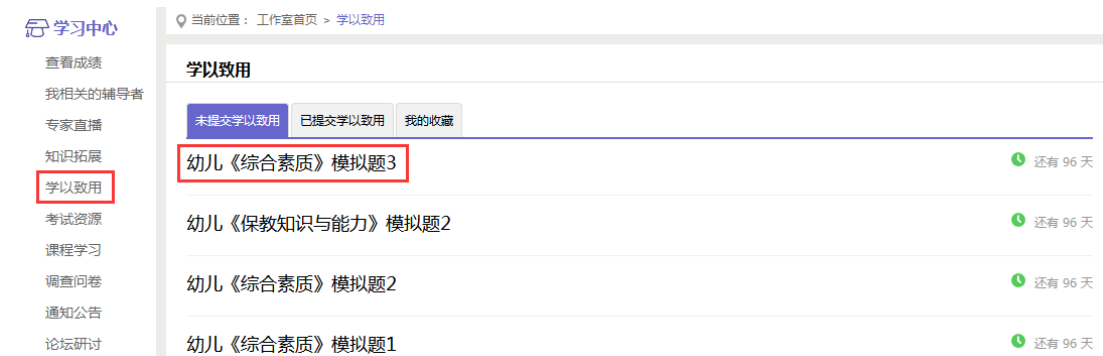 学习中心
查看成绩
我相关的辅导者
专家直播
知识拓展
学以致用
考试资源
课程学习
调查问卷
通知公告
论坛研讨
当前位置： 工作室首页 > 学以致用
学以致用
未提交学以致用 已提交学以致用 我的收藏
幼儿《综合素质》模拟题3 还有 96 天
幼儿《保教知识与能力》模拟题2 还有 96 天
幼儿《综合素质》模拟题2 还有 96 天
幼儿《综合素质》模拟题1 还有 96 天